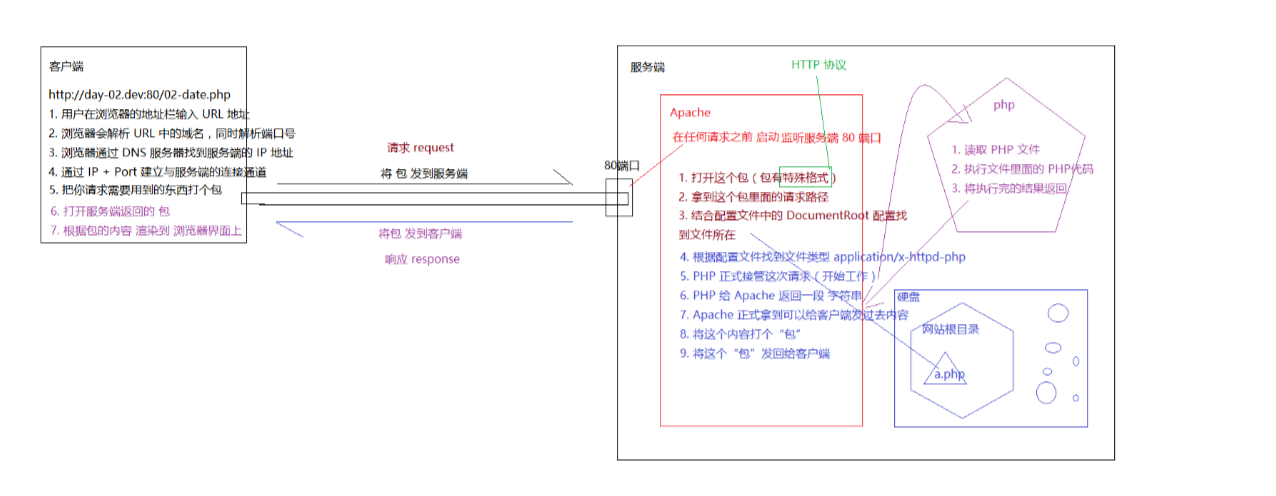 客户端
http://day-02.dev:80/02-date.php
1. 用户在浏览器的地址栏输入 URL 地址
2. 浏览器会解析 URL 中的域名，同时解析端口号
3. 浏览器通过 DNS 服务器找到服务端的 IP 地址
4. 通过 IP + Port 建立与服务端的连接通道
5. 把你请求需要用到的东西打个包
6. 打开服务端返回的 包
7. 根据包的内容 渲染到 浏览器界面上
请求 request
将 包 发到服务端
将包 发到客户端
响应 response
80端口
服务端
HTTP 协议
Apache
在任何请求之前 启动 监听服务端 80 端口
1. 打开这个包（包有特殊格式）
2. 拿到这个包里面的请求路径
3. 结合配置文件中的 DocumentRoot 配置找
到文件所在
4. 根据配置文件找到文件类型 application/x-httpd-php
5. PHP 正式接管这次请求（开始工作）
6. PHP 给 Apache 返回一段 字符串
7. Apache 正式拿到可以给客户端发过去内容
8. 将这个内容打个“包”
9. 将这个“包”发回给客户端
php
1. 读取 PHP 文件
2. 执行文件里面的 PHP代码
3. 将执行完的结果返回
硬盘
网站根目录
a.php